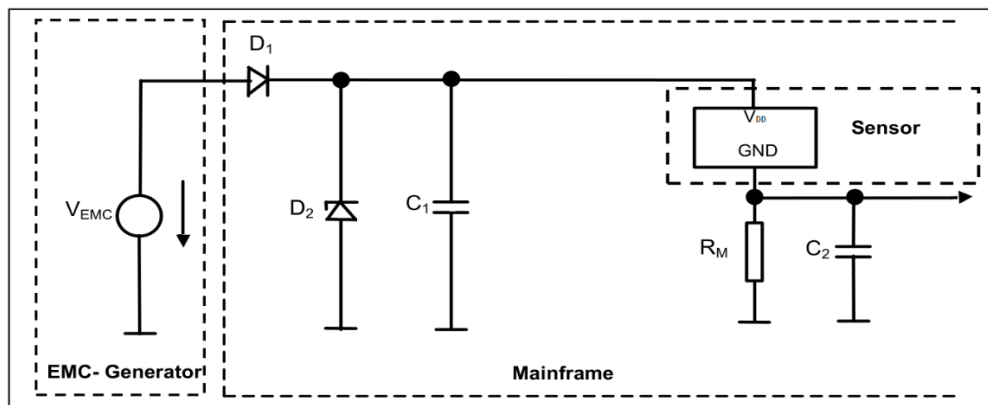 D1
VDD
Sensor
GND
VEMC
D2
C1
RM
C2
EMC- Generator
Mainframe